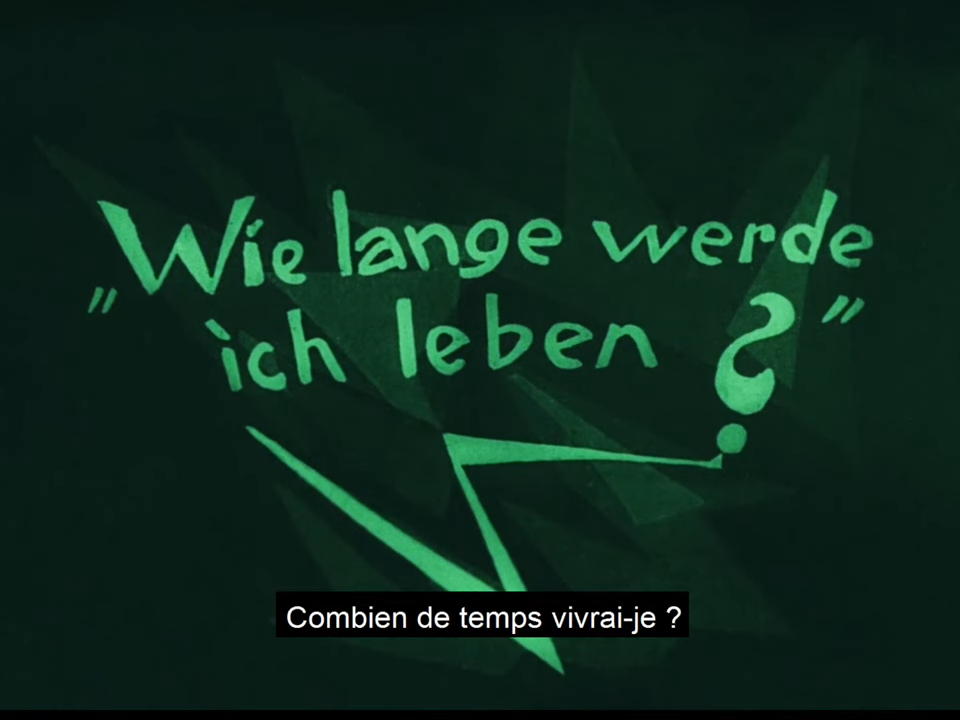 Wie lange werde
„ich leben?”
Combien de temps vivrai-je ?